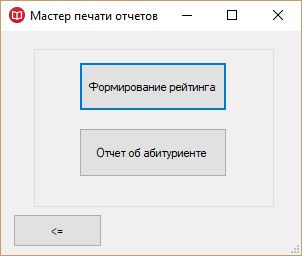 Мастер печати отчетов
Формирование рейтинга
Отчет об абитуриенте
<=